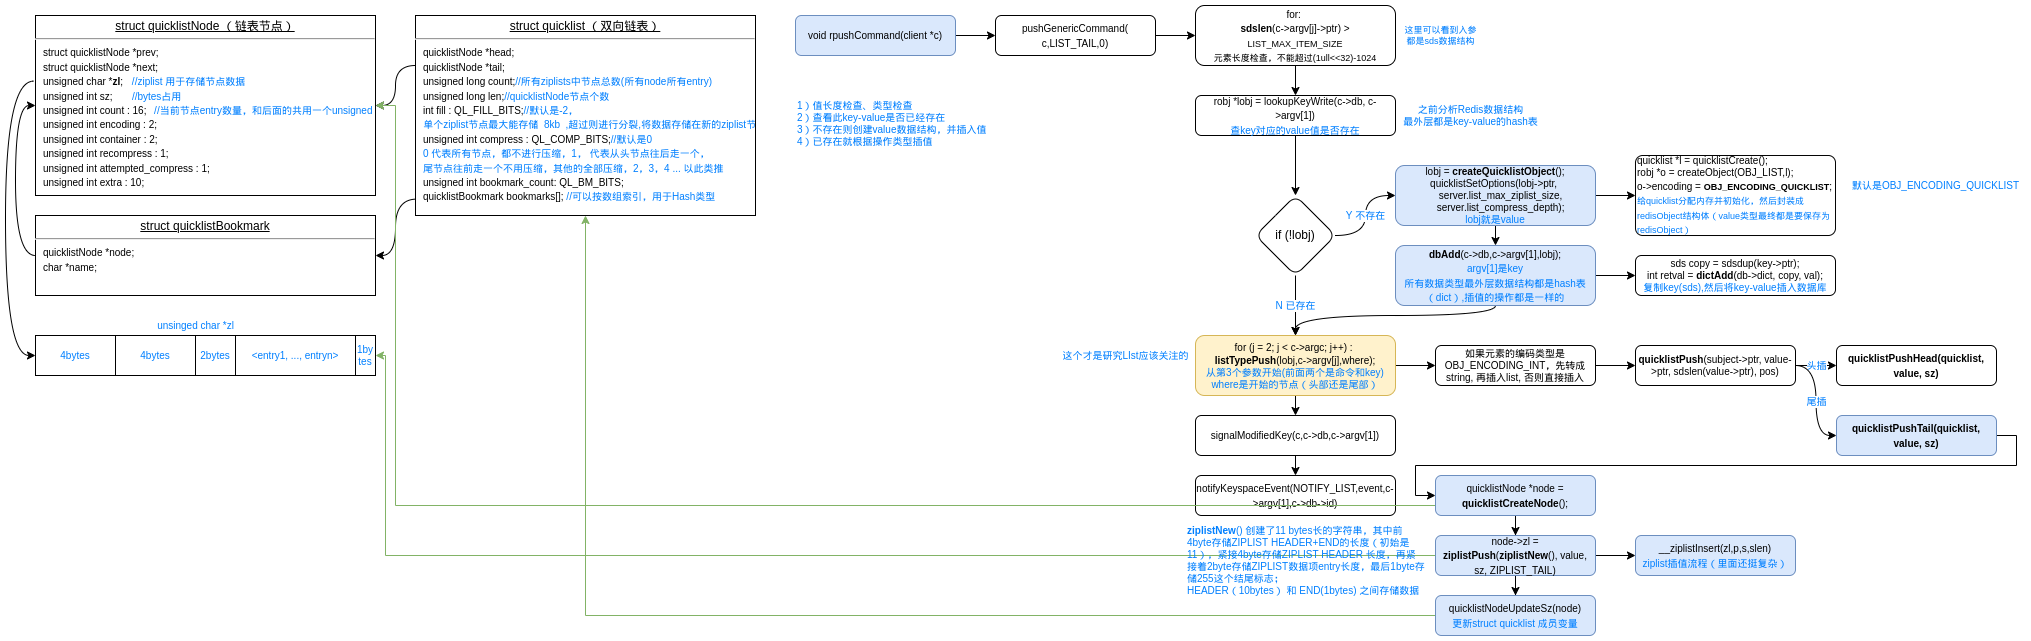 struct quicklistNode（链表节点）
struct quicklistNode *prev;
struct quicklistNode *next;
unsigned char *zl;   //ziplist 用于存储节点数据
unsigned int sz;   //bytes占用
unsigned int count : 16;   //当前节点entry数量，和后面的共用一个unsigned
unsigned int encoding : 2;
unsigned int container : 2;
unsigned int recompress : 1;
unsigned int attempted_compress : 1;
unsigned int extra : 10;
struct quicklistBookmark
quicklistNode *node;
char *name;
unsinged char *zl
4bytes
4bytes
2bytes
<entry1, ..., entryn>
1by
tes
struct quicklist（双向链表）
quicklistNode *head;
quicklistNode *tail;
unsigned long count;//所有ziplists中节点总数(所有node所有entry)
unsigned long len;//quicklistNode节点个数
int fill : QL_FILL_BITS;//默认是-2，
单个ziplist节点最大能存储  8kb  ,超过则进行分裂,将数据存储在新的ziplist节
unsigned int compress : QL_COMP_BITS;//默认是0
0 代表所有节点，都不进行压缩，1， 代表从头节点往后走一个，
尾节点往前走一个不用压缩，其他的全部压缩，2，3，4 ... 以此类推
unsigned int bookmark_count: QL_BM_BITS;
quicklistBookmark bookmarks[]; //可以按数组索引，用于Hash类型
void rpushCommand(client *c)
pushGenericCommand(
c,LIST_TAIL,0)
for:
sdslen(c->argv[j]->ptr) >
LIST_MAX_ITEM_SIZE
元素长度检查，不能超过(1ull<<32)-1024
这里可以看到入参
都是sds数据结构
1）值长度检查、类型检查
2）查看此key-value是否已经存在
3）不存在则创建value数据结构，并插入值
4）已存在就根据操作类型插值
robj *lobj = lookupKeyWrite(c->db, c-
>argv[1])
查key对应的value值是否存在
之前分析Redis数据结构
最外层都是key-value的hash表
if (!lobj)
Y 不存在
N 已存在
lobj = createQuicklistObject();
quicklistSetOptions(lobj->ptr,
server.list_max_ziplist_size,
server.list_compress_depth);
lobj就是value
quicklist *l = quicklistCreate();
robj *o = createObject(OBJ_LIST,l);
o->encoding = OBJ_ENCODING_QUICKLIST;
给quicklist分配内存并初始化，然后封装成
redisObject结构体（value类型最终都是要保存为
redisObject）
默认是OBJ_ENCODING_QUICKLIST
dbAdd(c->db,c->argv[1],lobj);
argv[1]是key
所有数据类型最外层数据结构都是hash表
（dict）,插值的操作都是一样的
sds copy = sdsdup(key->ptr);
int retval = dictAdd(db->dict, copy, val);
复制key(sds),然后将key-value插入数据库
这个才是研究LIst应该关注的
for (j = 2; j < c->argc; j++) :
listTypePush(lobj,c->argv[j],where);
从第3个参数开始(前面两个是命令和key)
where是开始的节点（头部还是尾部）
如果元素的编码类型是
OBJ_ENCODING_INT，先转成
string, 再插入list, 否则直接插入
quicklistPush(subject->ptr, value-
>ptr, sdslen(value->ptr), pos)
头插
尾插
quicklistPushHead(quicklist,
value, sz)
quicklistPushTail(quicklist,
value, sz)
signalModifiedKey(c,c->db,c->argv[1])
notifyKeyspaceEvent(NOTIFY_LIST,event,c-
>argv[1],c->db->id)
quicklistNode *node =
quicklistCreateNode();
ziplistNew() 创建了11 bytes长的字符串，其中前
4byte存储ZIPLIST HEADER+END的长度（初始是
11），紧接4byte存储ZIPLIST HEADER 长度，再紧
接着2byte存储ZIPLIST数据项entry长度，最后1byte存
储255这个结尾标志；
HEADER（10bytes）和 END(1bytes) 之间存储数据
node->zl =
ziplistPush(ziplistNew(), value,
sz, ZIPLIST_TAIL)
__ziplistInsert(zl,p,s,slen)
ziplist插值流程（里面还挺复杂）
quicklistNodeUpdateSz(node)
更新struct quicklist 成员变量